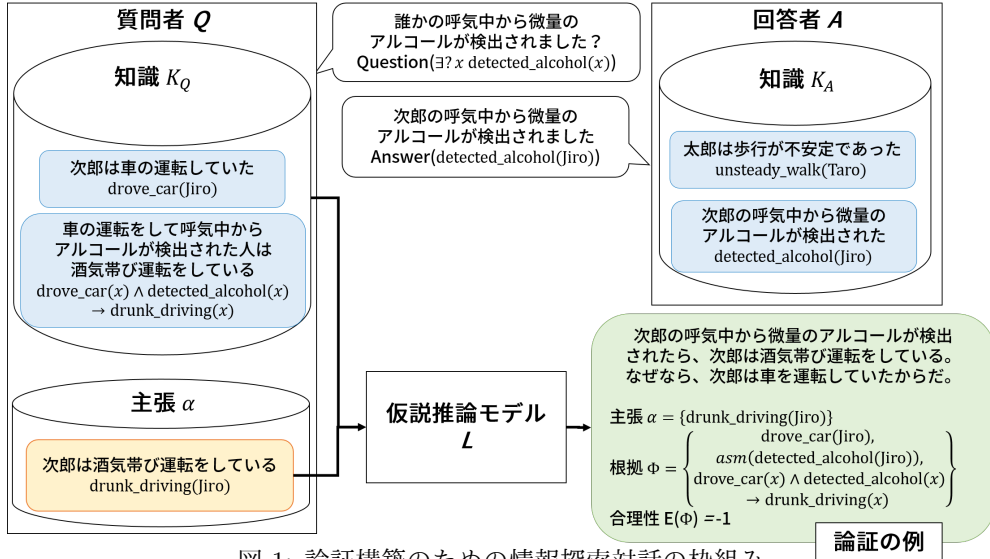 質問者 Q
知識 K_Q
次郎は車の運転していた
drove_car(Jiro)
車の運転をして呼気中から
アルコールが検出された人は
酒気帯び運転をしている
drove_car(x) ∧ detected_alcohol(x)
→ drunk_driving(x)
主張 α
次郎は酒気帯び運転をしている
drunk_driving(Jiro)
誰かの呼気中から微量の
アルコールが検出されました？
Question(∃? x detected_alcohol(x))
次郎の呼気中から微量の
アルコールが検出されました
Answer(detected_alcohol(Jiro))
回答者 A
知識 K_A
太郎は歩行が不安定であった
unsteady_walk(Taro)
次郎の呼気中から微量の
アルコールが検出された
detected_alcohol(Jiro)
仮説推論モデル
L
次郎の呼気中から微量のアルコールが検出
されたら、次郎は酒気帯び運転をしている。
なぜなら、次郎は車を運転していたからだ。
主張 α = {drunk_driving(Jiro)}
根拠 Φ = { drove_car(Jiro),
asm(detected_alcohol(Jiro)),
drove_car(x) ∧ detected_alcohol(x)
→ drunk_driving(x) }
合理性 E(Φ) =-1
論証の例
図 1: 論証構築のための情報探索対話の枠組み